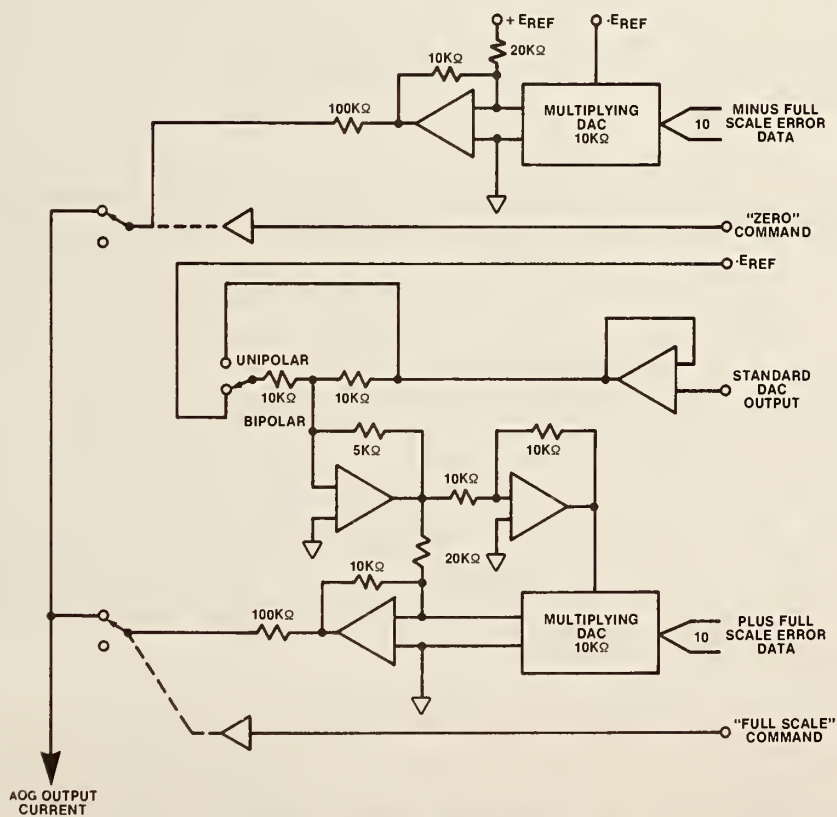 + EREF
·EREF
20KΩ
10KΩ
100KΩ
MULTIPLYING
DAC
10KΩ
10
MINUS FULL
SCALE ERROR
DATA
"ZERO"
COMMAND
·EREF
UNIPOLAR
10KΩ
10KΩ
BIPOLAR
STANDARD
DAC
OUTPUT
5KΩ
10KΩ
10KΩ
20KΩ
10KΩ
100KΩ
MULTIPLYING
DAC
10KΩ
10
PLUS FULL
SCALE ERROR
DATA
"FULL SCALE"
COMMAND
AOG OUTPUT
CURRENT